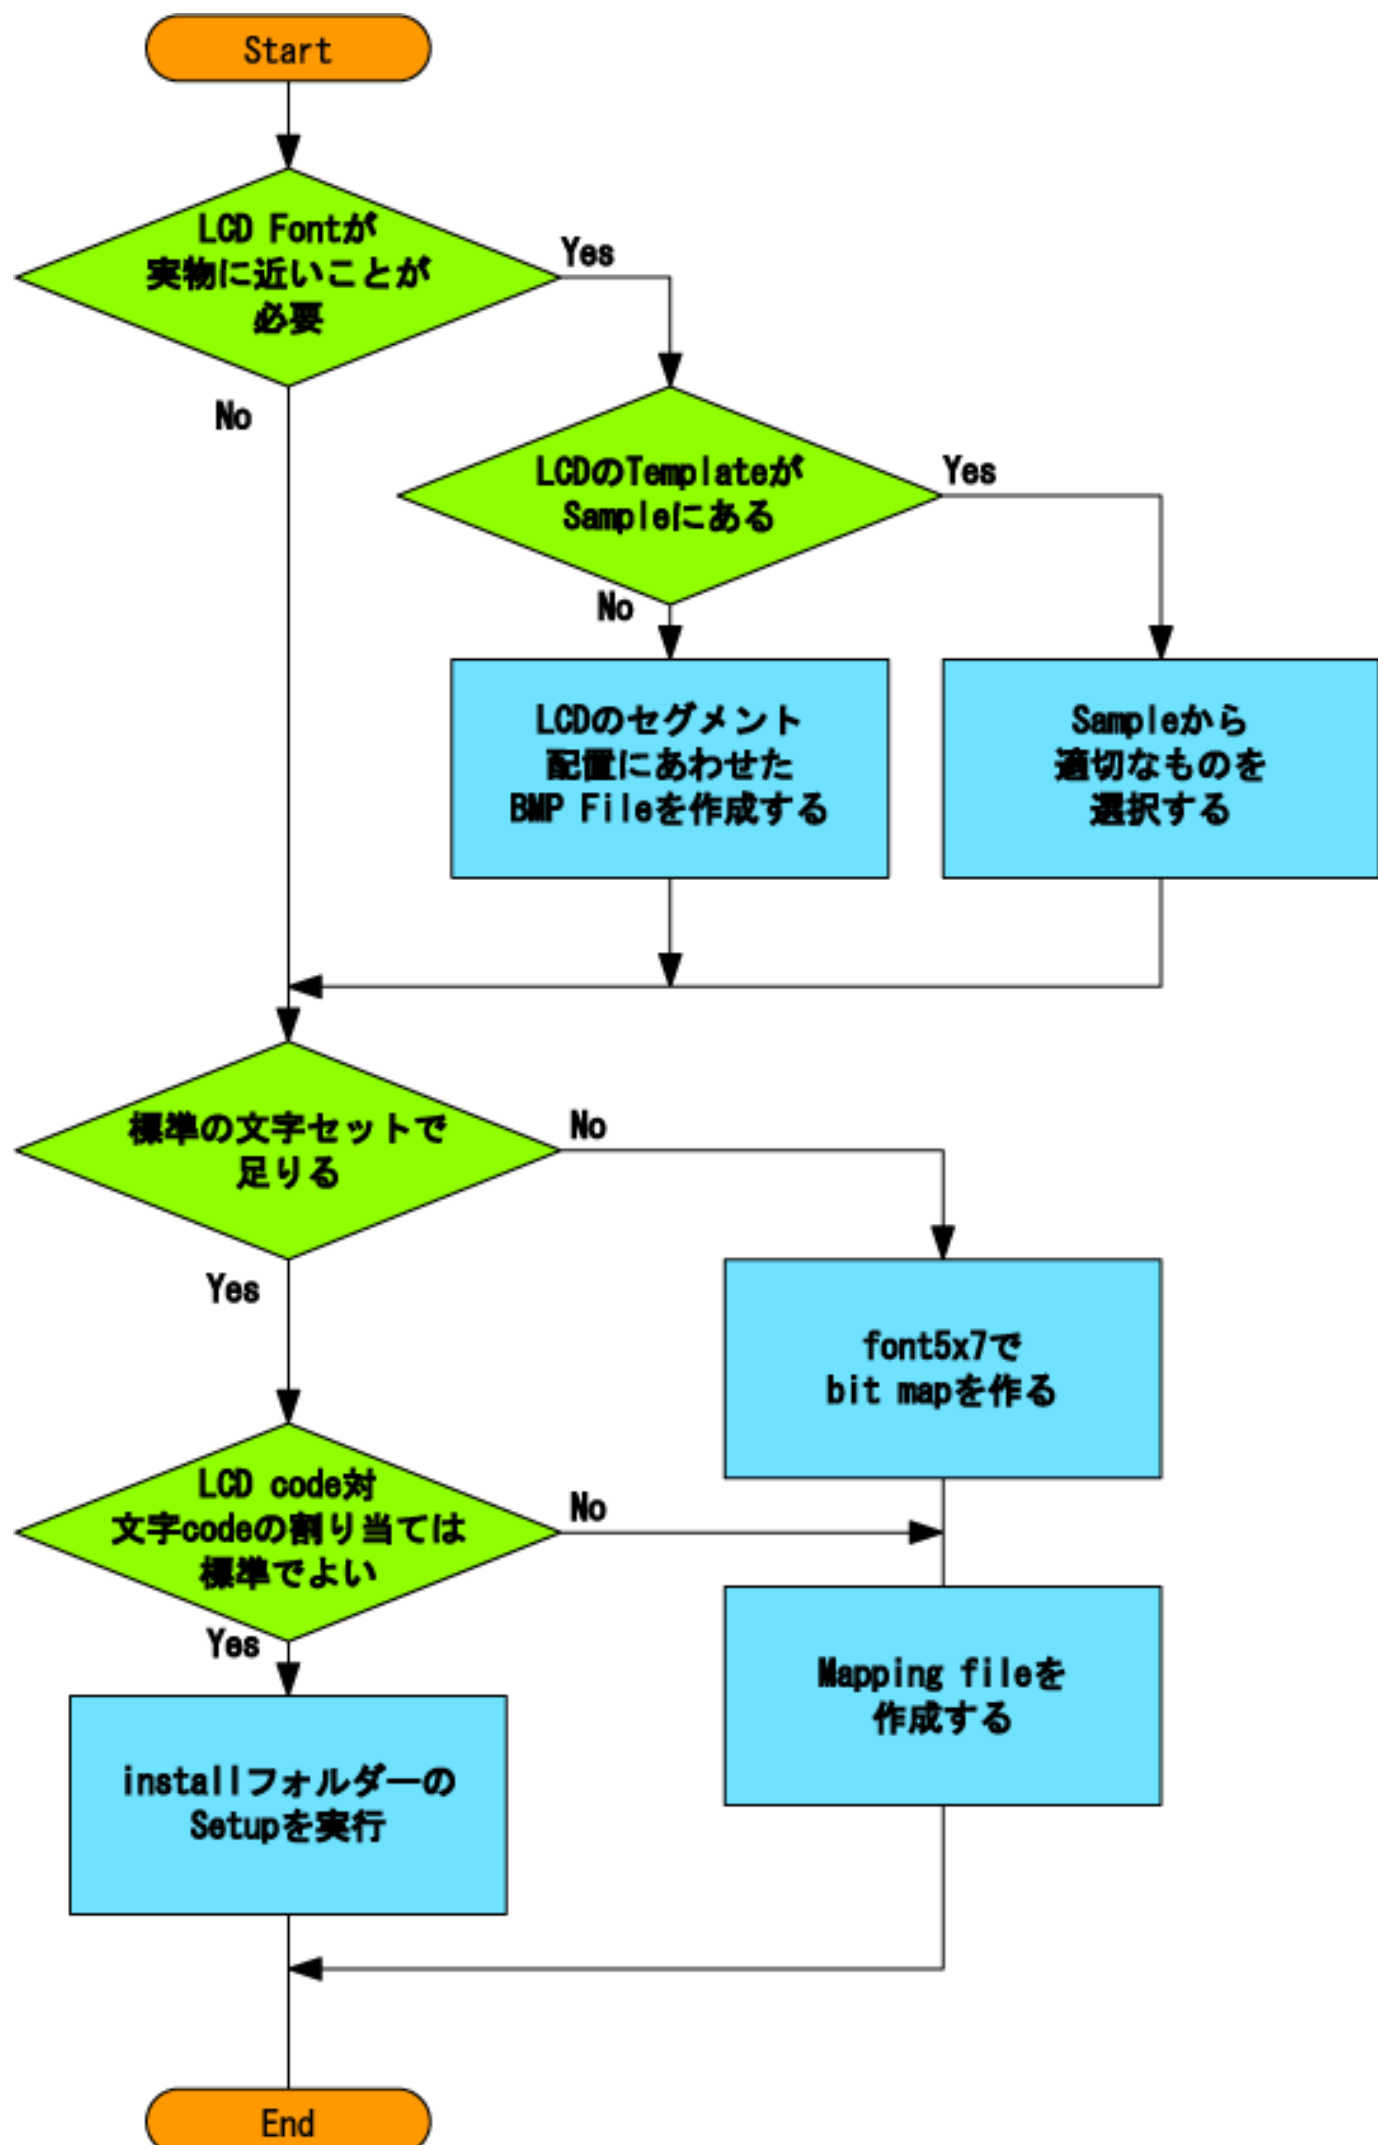 Start
LCD Fontが
実物に近いことが
必要
Yes
No
LCDのTemplateが
Sampleにある
Yes
No
LCDのセグメント
配置にあわせた
BMP Fileを作成する
Sampleから
適切なものを
選択する
標準の文字セットで
足りる
No
Yes
font5x7で
bit mapを作る
LCD code対
文字codeの割り当ては
標準でよい
No
Yes
Mapping fileを
作成する
installフォルダーの
Setupを実行
End